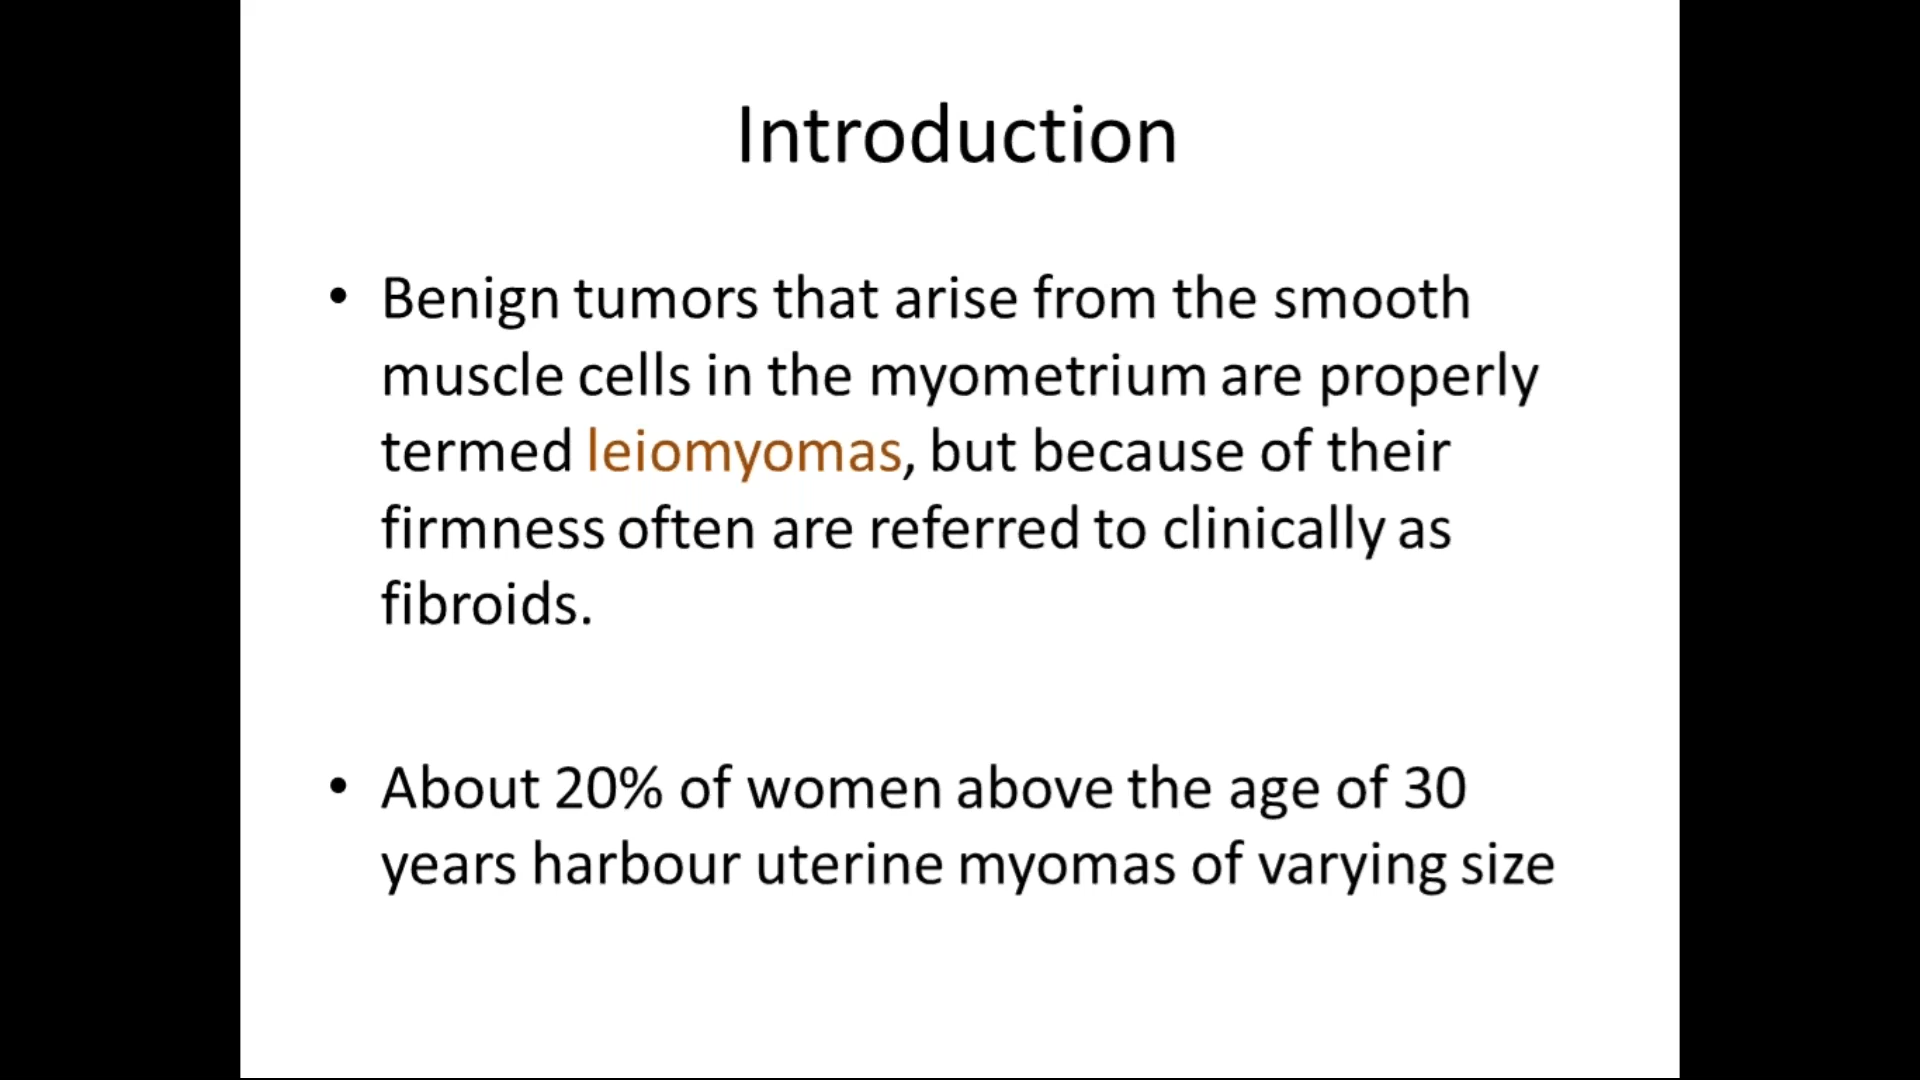 Introduction
• Benign tumors that arise from the smooth
muscle cells in the myometrium are properly
termed leiomyomas, but because of their
firmness often are referred to clinically as
fibroids.
• About 20% of women above the age of 30
years harbour uterine myomas of varying size